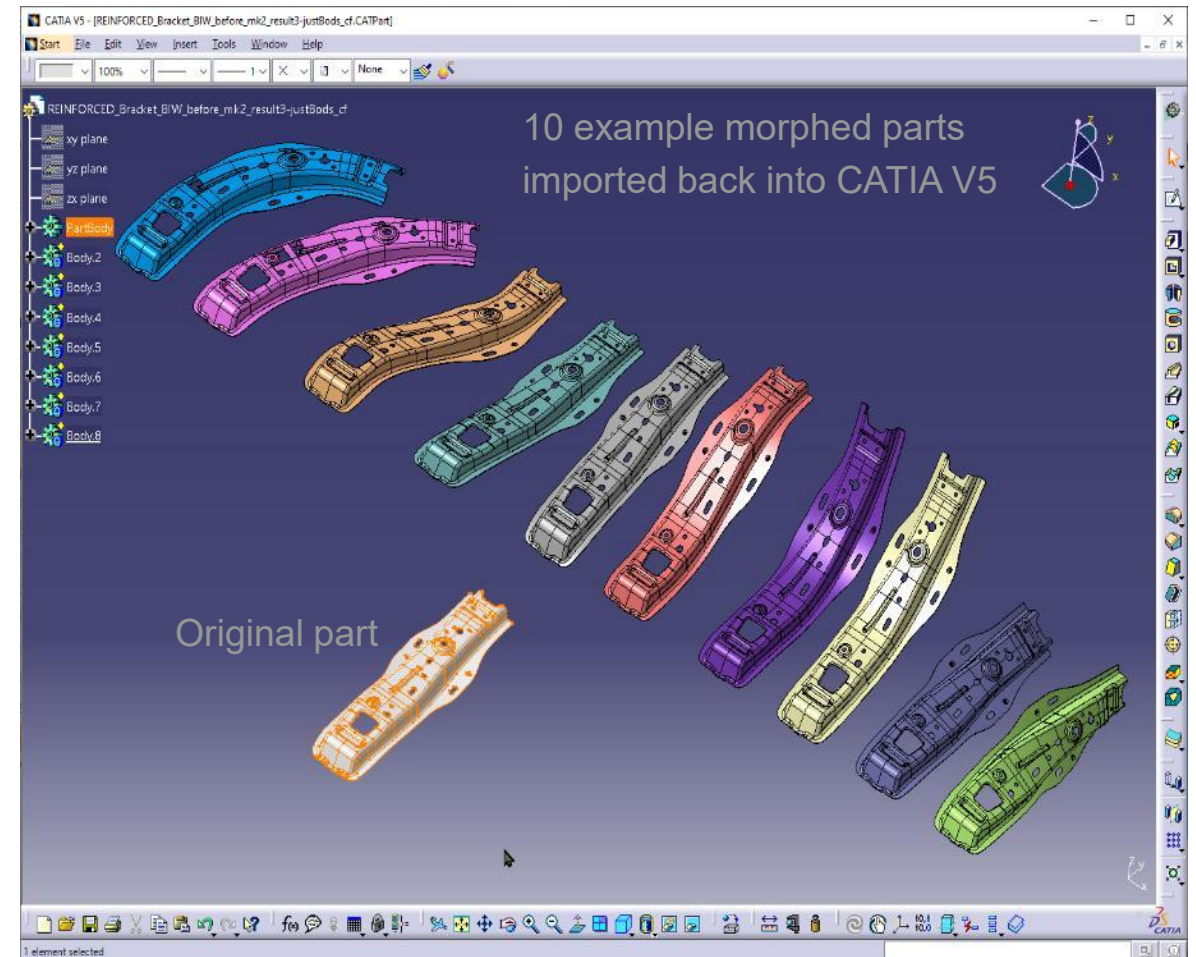 CATIA V5 - [REINFORCED_Bracket_BIW_before_mk2_result3-justBods_cf.CATPart]
Start File Edit View Insert Tools Window Help
100% 1 None
REINFORCED_Bracket_BIW_before_mk2_result3-justBods_cf
xy plane
yz plane
zx plane
PartBody
Body.2
Body.3
Body.4
Body.5
Body.6
Body.7
Body.8
10 example morphed parts
imported back into CATIA V5
z
y
x
Original part
z y
x
CATIA
1 element selected